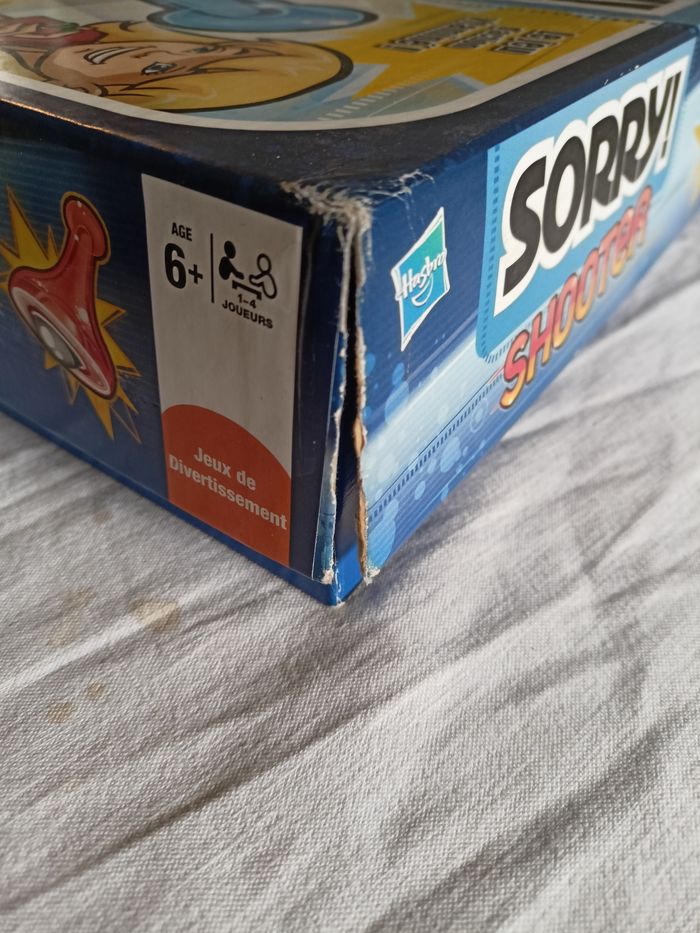 AGE
6+
1-4
JOUEURS
Jeux de
Divertissement
Hasbro
SORRY!
SHOOTER